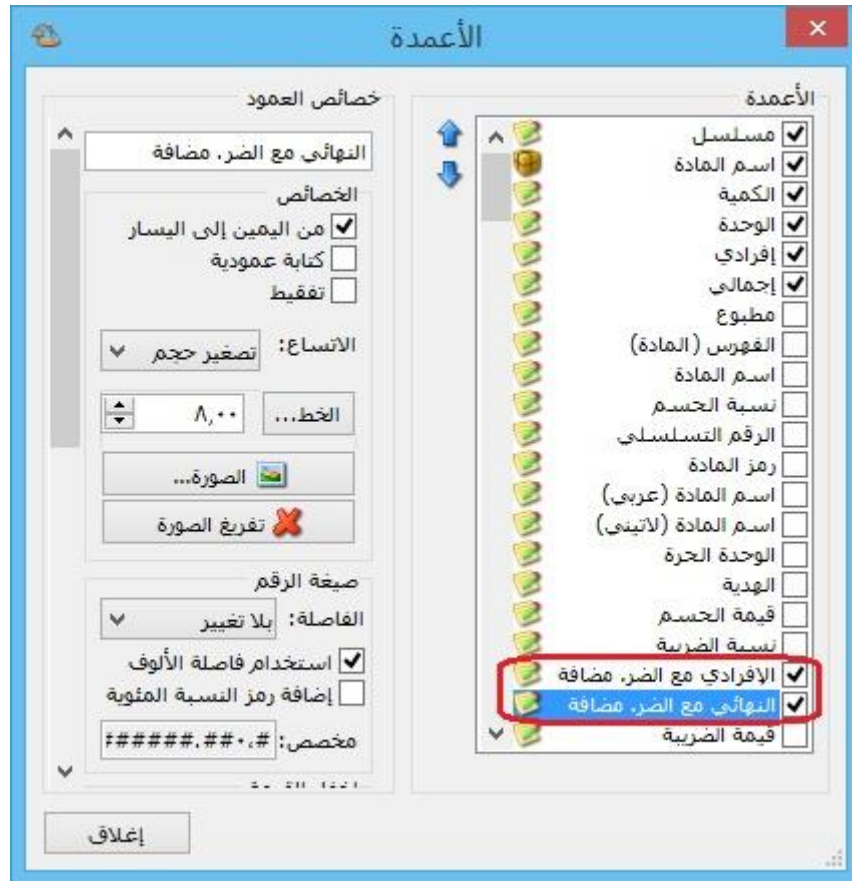 الأعمدة
الأعمدة
مسلسل
اسم المادة
الكمية
الوحدة
إفرادي
إجمالي
مطبوع
الفهرس (المادة)
اسم المادة
نسبة الحسم
الرقم التسلسلي
رمز المادة
اسم المادة (عربي)
اسم المادة (لاتيني)
الوحدة الحرة
الهدية
قيمة الحسم
نسبة الضريبة
الإفرادي مع الضر. مضافة
النهائي مع الضر. مضافة
قيمة الضريبة
خصائص العمود
النهائي مع الضر. مضافة
الخصائص
من اليمين إلى اليسار
كتابة عمودية
تفقيط
الاتساع: تصغير حجم
الخط... ٨,٠٠
الصورة...
تفريغ الصورة
صيغة الرقم
الفاصلة: بلا تغيير
استخدام فاصلة الألوف
إضافة رمز النسبة المئوية
مخصص:
إغلاق